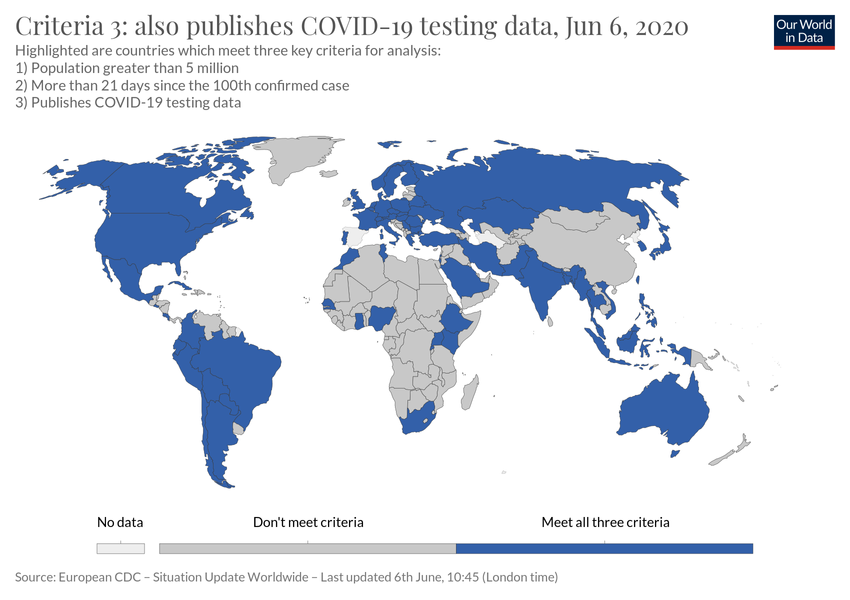 Criteria 3: also publishes COVID-19 testing data, Jun 6, 2020
Our World
in Data
Highlighted are countries which meet three key criteria for analysis:
1) Population greater than 5 million
2) More than 21 days since the 100th confirmed case
3) Publishes COVID-19 testing data
No data
Don't meet criteria
Meet all three criteria
Source: European CDC – Situation Update Worldwide – Last updated 6th June, 10:45 (London time)